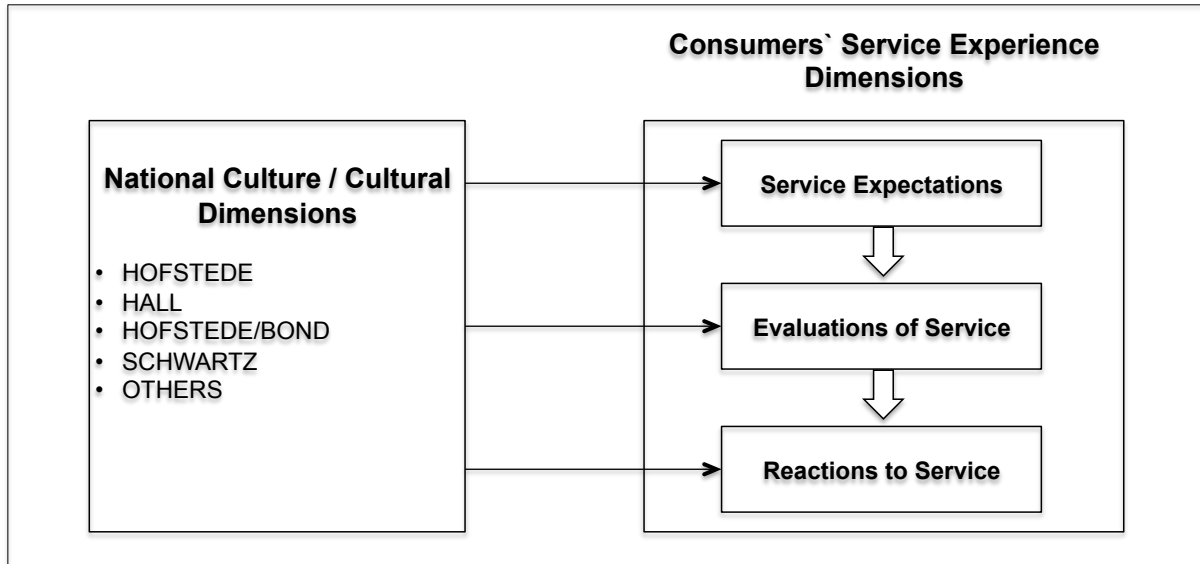 Consumers` Service Experience
Dimensions
National Culture / Cultural
Dimensions
• HOFSTEDE
• HALL
• HOFSTEDE/BOND
• SCHWARTZ
• OTHERS
Service Expectations
Evaluations of Service
Reactions to Service